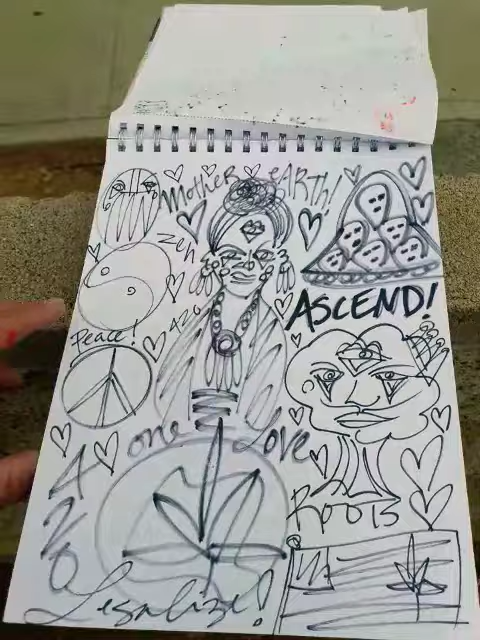 Mother EARTH!
Zen
420
ASCEND!
Peace!
one Love
420
ROOTS
Legalize!